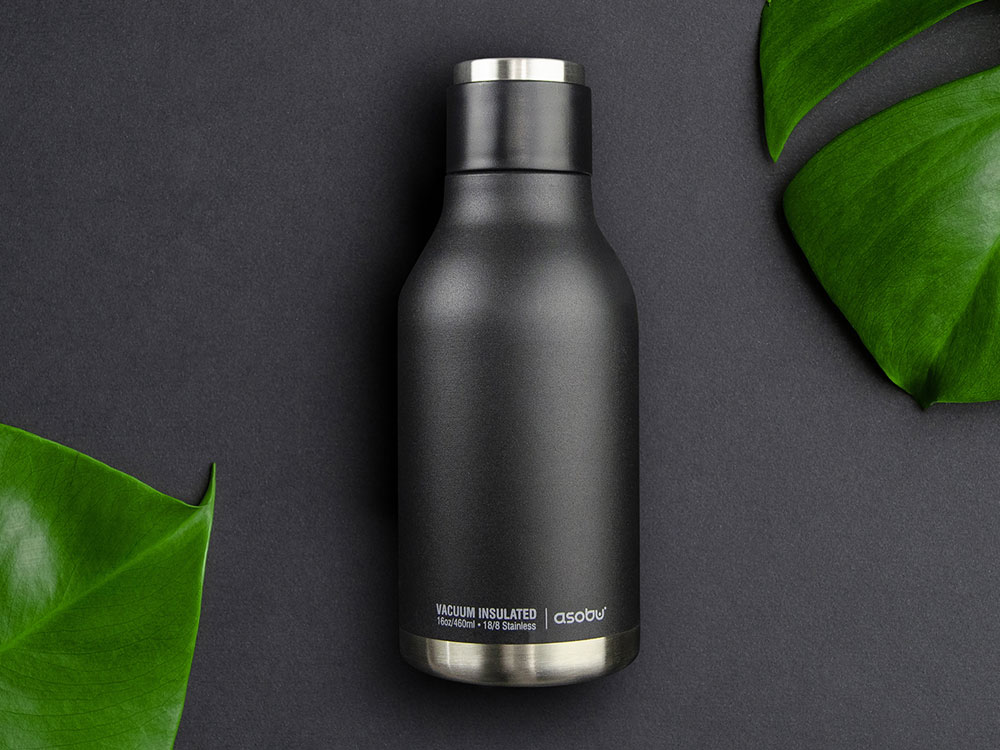 VACUUM INSULATED
16oz/460ml • 18/8 Stainless
asobu